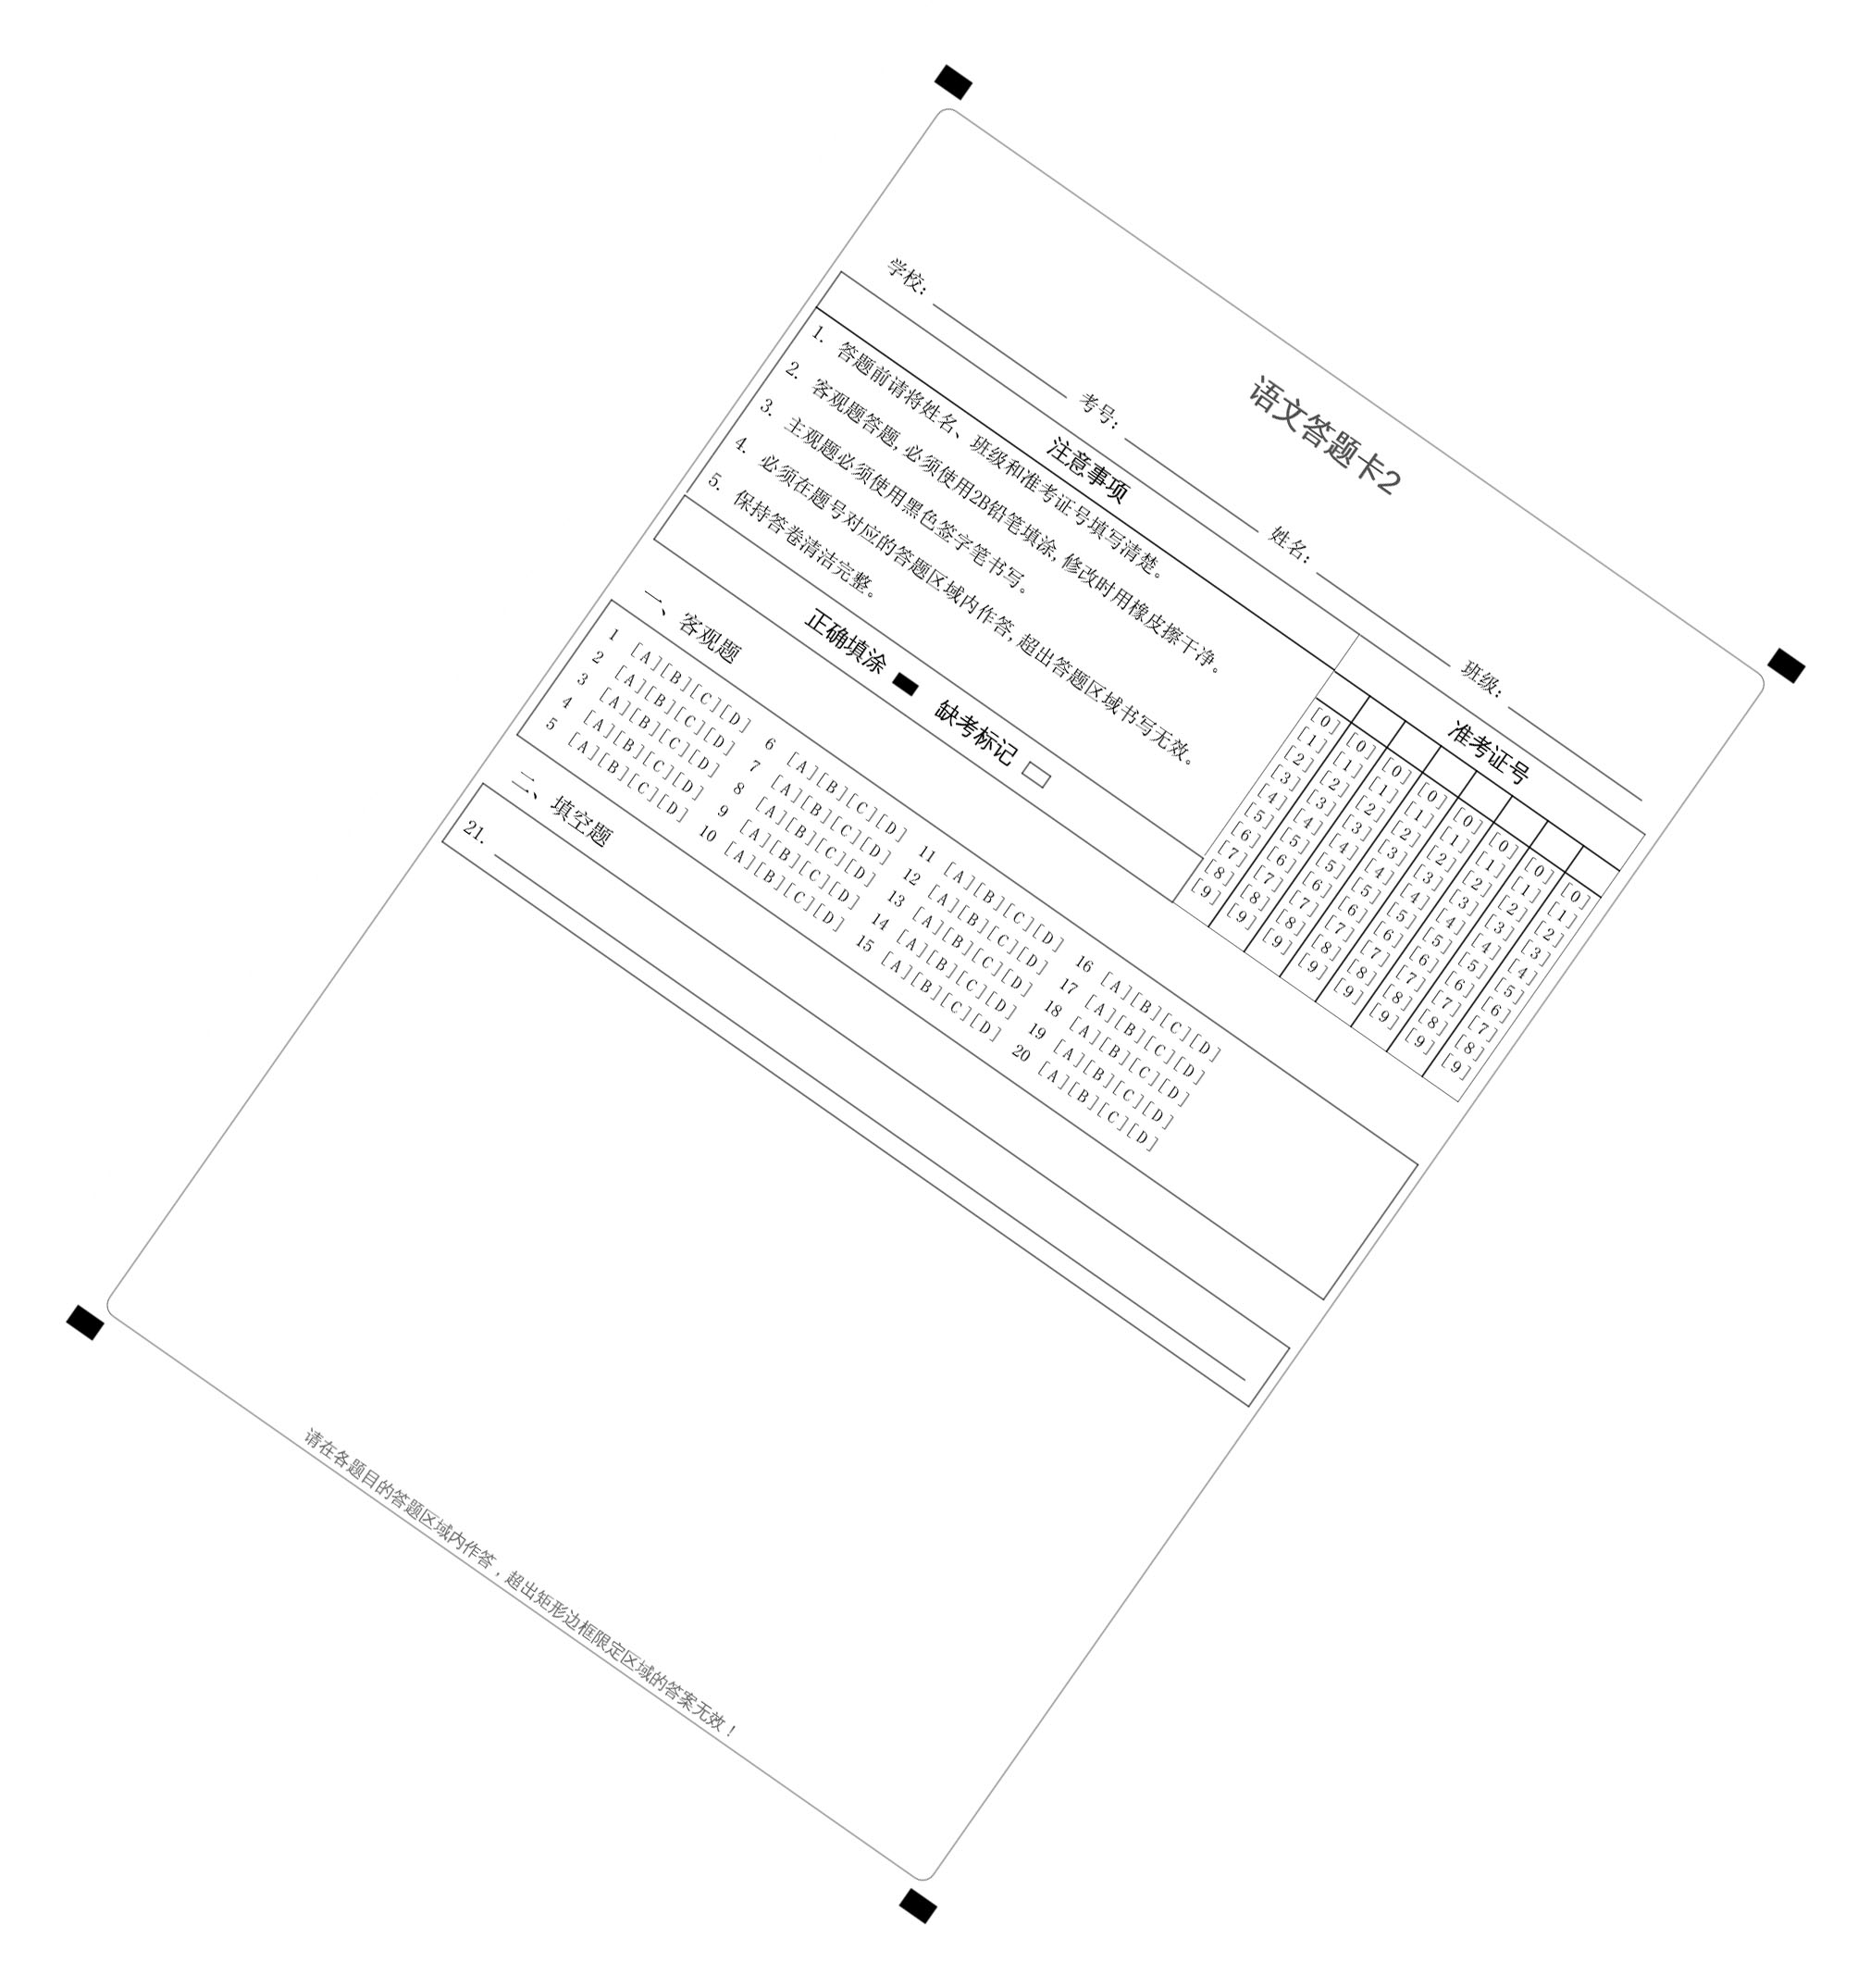 语文答题卡2
学校: 考号: 姓名: 班级:
注意事项
1. 答题前请将姓名、班级和准考证号填写清楚。
2. 客观题答题,必须使用2B铅笔填涂,修改时用橡皮擦干净。
3. 主观题必须使用黑色签字笔书写。
4. 必须在题号对应的答题区域内作答,超出答题区域书写无效。
5. 保持答卷清洁完整。
正确填涂 缺考标记
准考证号
[0] [0] [0] [0] [0] [0] [0] [0]
[1] [1] [1] [1] [1] [1] [1] [1]
[2] [2] [2] [2] [2] [2] [2] [2]
[3] [3] [3] [3] [3] [3] [3] [3]
[4] [4] [4] [4] [4] [4] [4] [4]
[5] [5] [5] [5] [5] [5] [5] [5]
[6] [6] [6] [6] [6] [6] [6] [6]
[7] [7] [7] [7] [7] [7] [7] [7]
[8] [8] [8] [8] [8] [8] [8] [8]
[9] [9] [9] [9] [9] [9] [9] [9]
一、客观题
1 [A][B][C][D] 6 [A][B][C][D] 11 [A][B][C][D] 16 [A][B][C][D]
2 [A][B][C][D] 7 [A][B][C][D] 12 [A][B][C][D] 17 [A][B][C][D]
3 [A][B][C][D] 8 [A][B][C][D] 13 [A][B][C][D] 18 [A][B][C][D]
4 [A][B][C][D] 9 [A][B][C][D] 14 [A][B][C][D] 19 [A][B][C][D]
5 [A][B][C][D] 10 [A][B][C][D] 15 [A][B][C][D] 20 [A][B][C][D]
二、填空题
21.
请在各题目的答题区域内作答，超出矩形边框限定区域的答案无效！